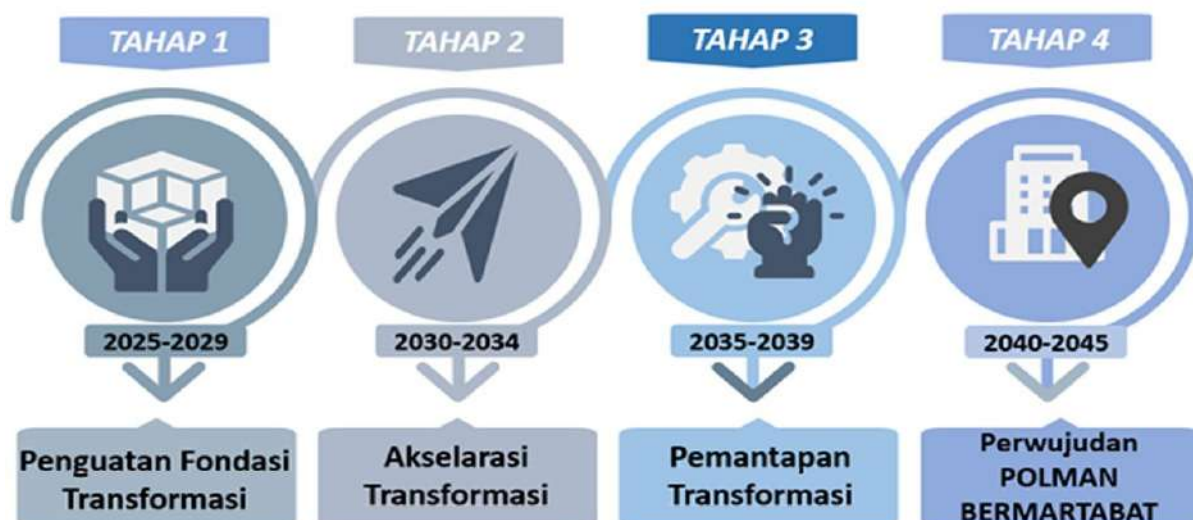 TAHAP 1
TAHAP 2
TAHAP 3
TAHAP 4
2025-2029
2030-2034
2035-2039
2040-2045
Penguatan Fondasi
Transformasi
Akselarasi
Transformasi
Pemantapan
Transformasi
Perwujudan
POLMAN
BERMARTABAT